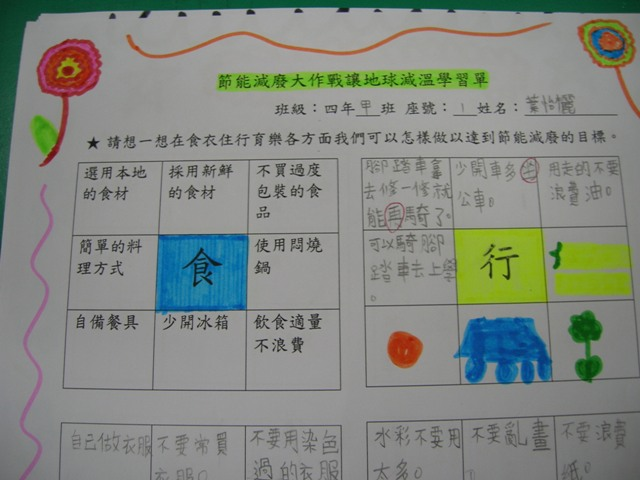 節能減廢大作戰讓地球減溫學習單
班級：四年甲班 座號：1 姓名：葉怡儷
★ 請想一想在食衣住行育樂各方面我們可以怎樣做以達到節能減廢的目標。
選用本地
的食材
採用新鮮
的食材
不買過度
包裝的食
品
簡單的料
理方式
食
使用悶燒
鍋
自備餐具
少開冰箱
飲食適量
不浪費
腳踏車拿
去修一修就
能再騎了。
少開車多坐
公車。
用走的不要
浪費油。
可以騎腳
踏車去上學
。
行
自己做衣服
不要常買
衣服。
不要用染色
過的衣服
水彩不要用
太多。
不要亂畫
不要浪費
紙。